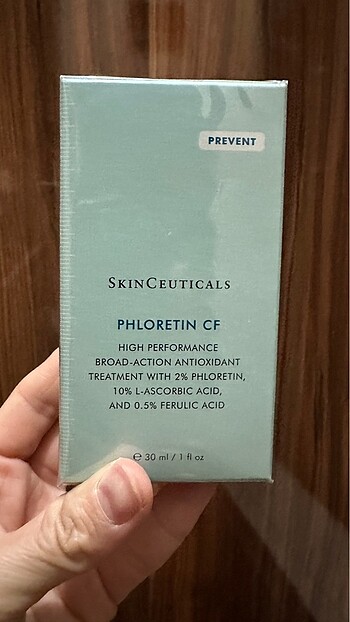 PREVENT
SKINCEUTICALS
PHLORETIN CF
HIGH PERFORMANCE
BROAD-ACTION ANTIOXIDANT
TREATMENT WITH 2% PHLORETIN,
10% L-ASCORBIC ACID,
AND 0.5% FERULIC ACID
℮ 30 ml / 1 fl oz